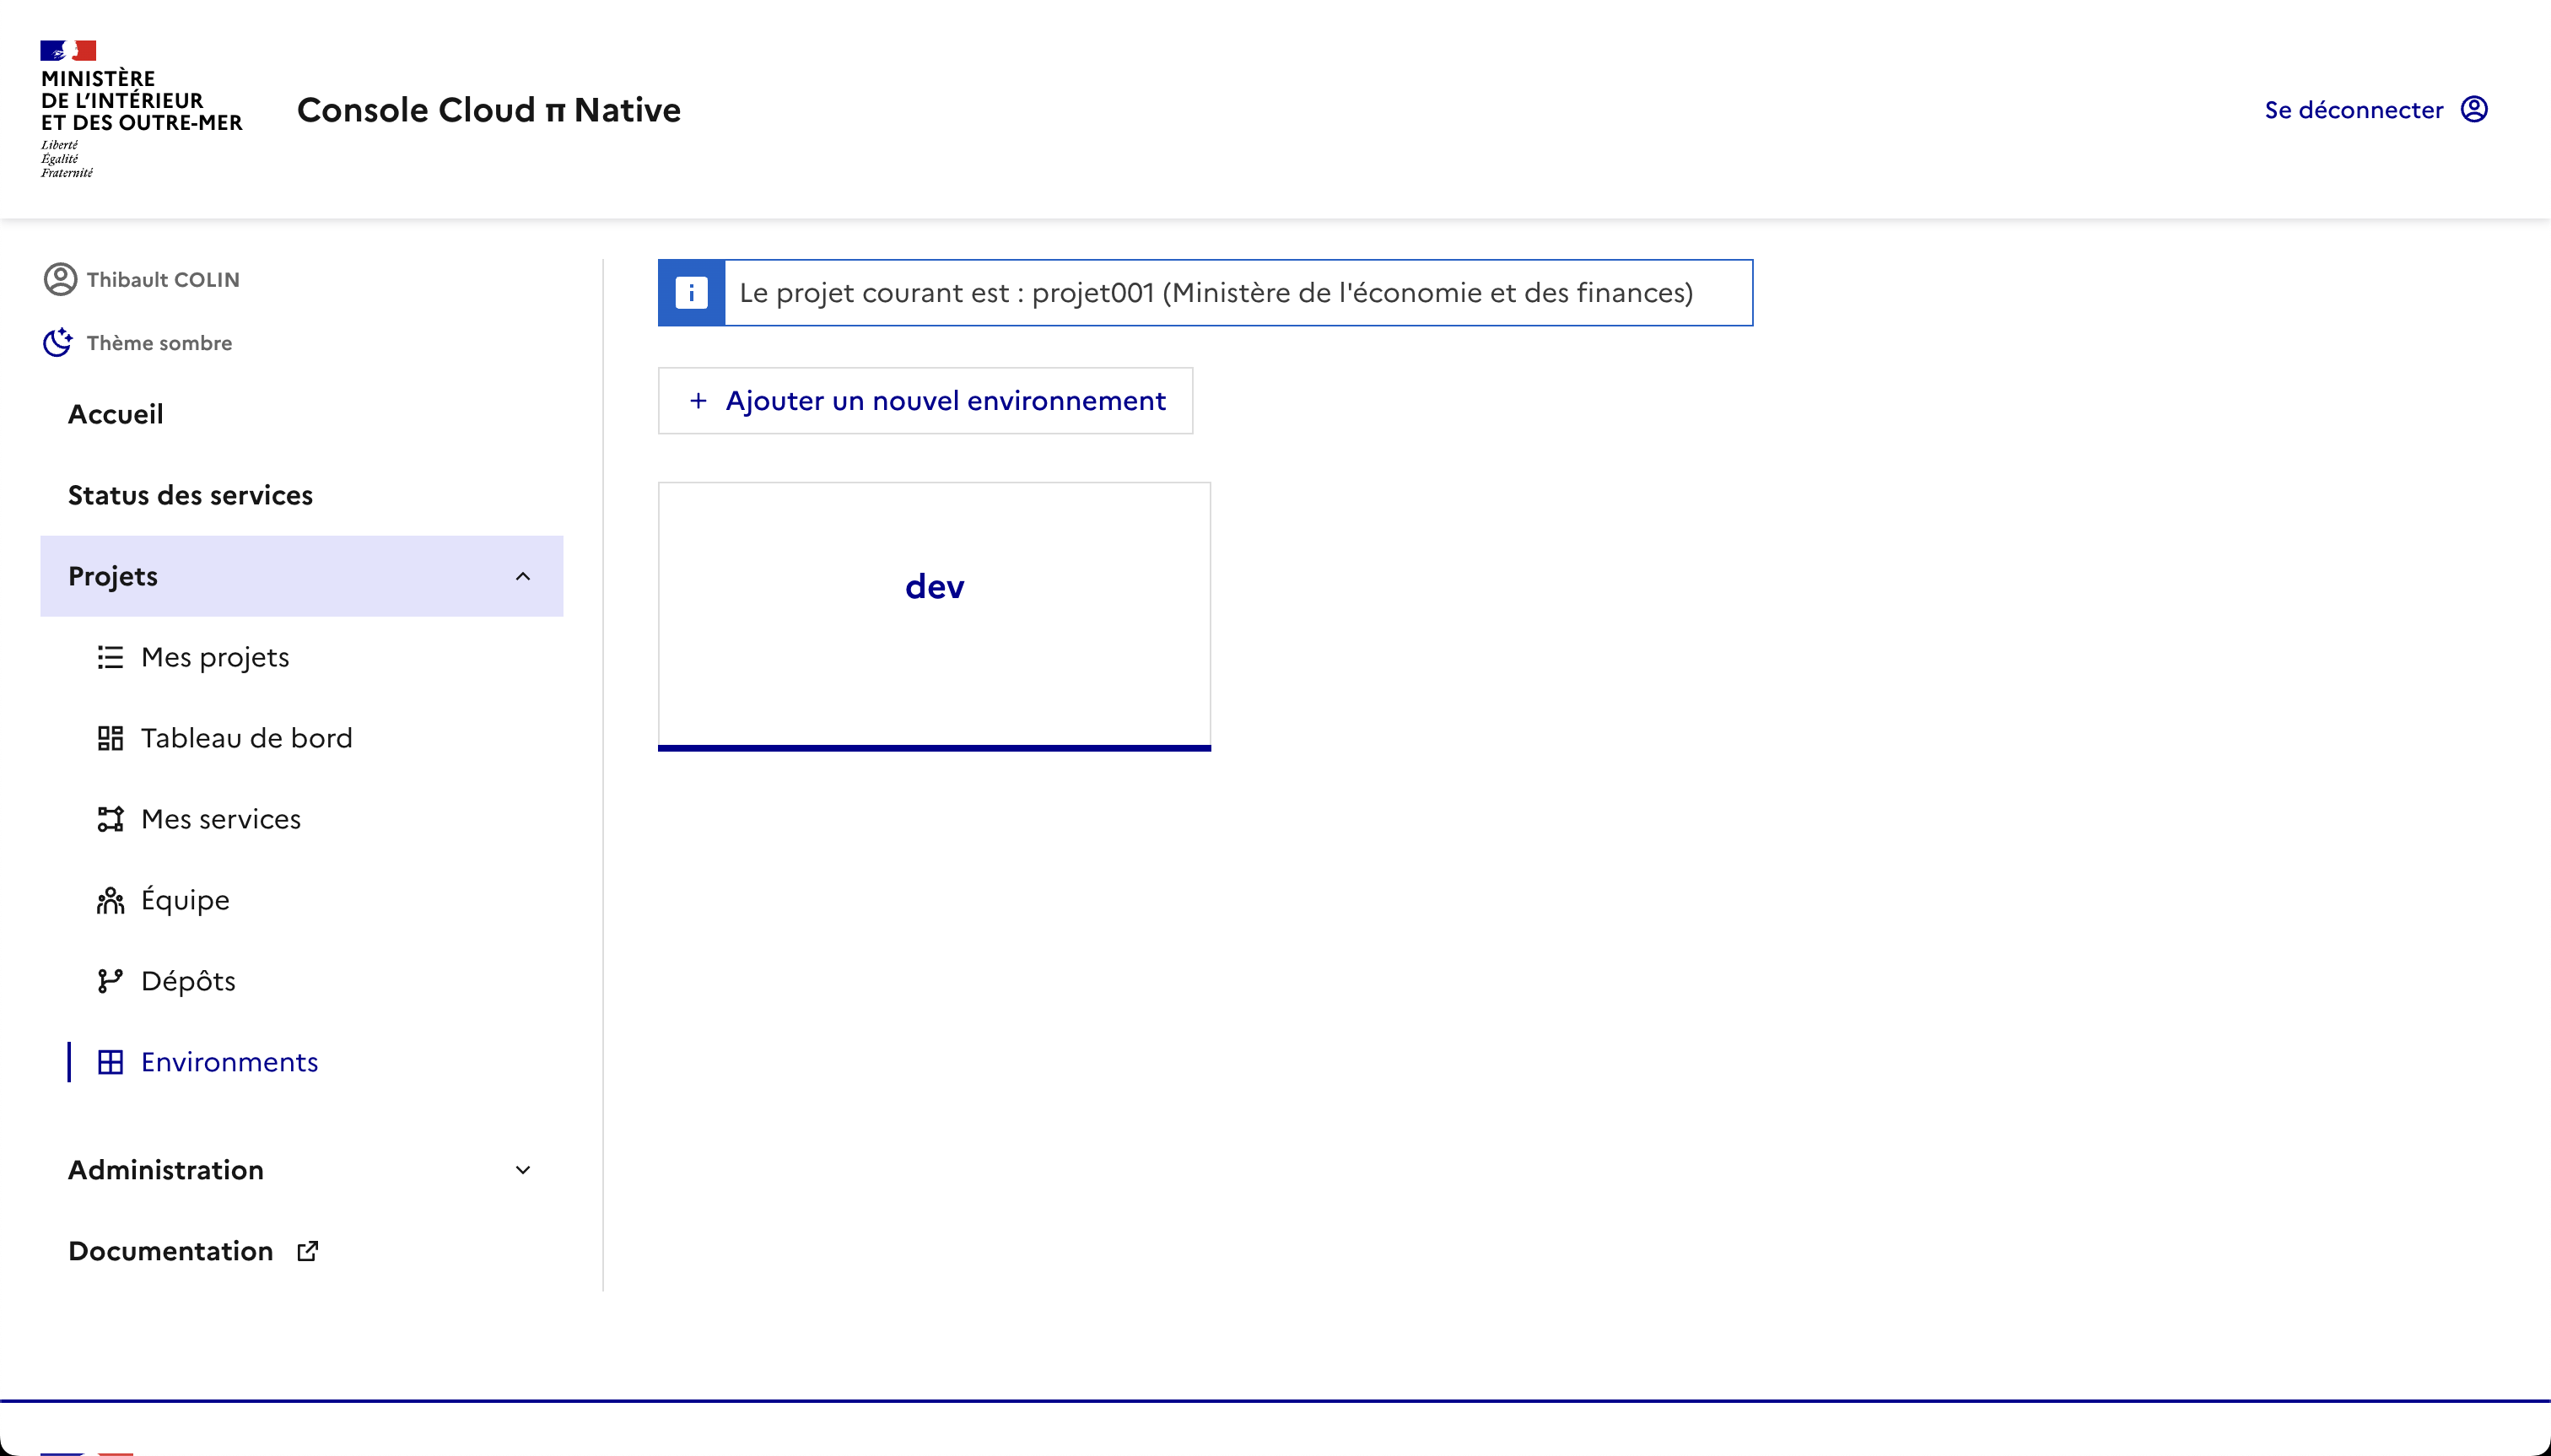 MINISTÈRE
DE L'INTÉRIEUR
ET DES OUTRE-MER
Liberté
Égalité
Fraternité
Console Cloud π Native
Se déconnecter
Thibault COLIN
Thème sombre
Accueil
Status des services
Projets
Mes projets
Tableau de bord
Mes services
Équipe
Dépôts
Environments
Administration
Documentation
Le projet courant est : projet001 (Ministère de l'économie et des finances)
+ Ajouter un nouvel environnement
dev